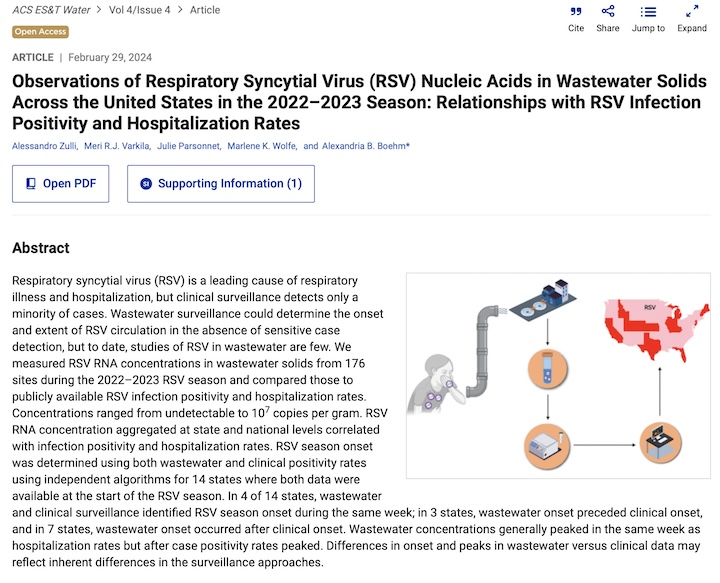 ACS ES&T Water > Vol 4/Issue 4 > Article
Cite Share Jump to Expand
Open Access
ARTICLE | February 29, 2024
Observations of Respiratory Syncytial Virus (RSV) Nucleic Acids in Wastewater Solids
Across the United States in the 2022–2023 Season: Relationships with RSV Infection
Positivity and Hospitalization Rates
Alessandro Zulli, Meri R.J. Varkila, Julie Parsonnet, Marlene K. Wolfe, and Alexandria B. Boehm*
Open PDF
SI Supporting Information (1)
Abstract
Respiratory syncytial virus (RSV) is a leading cause of respiratory
illness and hospitalization, but clinical surveillance detects only a
minority of cases. Wastewater surveillance could determine the onset
and extent of RSV circulation in the absence of sensitive case
detection, but to date, studies of RSV in wastewater are few. We
measured RSV RNA concentrations in wastewater solids from 176
sites during the 2022–2023 RSV season and compared those to
publicly available RSV infection positivity and hospitalization rates.
Concentrations ranged from undetectable to 10⁷ copies per gram. RSV
RNA concentration aggregated at state and national levels correlated
with infection positivity and hospitalization rates. RSV season onset
was determined using both wastewater and clinical positivity rates
using independent algorithms for 14 states where both data were
available at the start of the RSV season. In 4 of 14 states, wastewater
and clinical surveillance identified RSV season onset during the same week; in 3 states, wastewater onset preceded clinical onset,
and in 7 states, wastewater onset occurred after clinical onset. Wastewater concentrations generally peaked in the same week as
hospitalization rates but after case positivity rates peaked. Differences in onset and peaks in wastewater versus clinical data may
reflect inherent differences in the surveillance approaches.
RSV